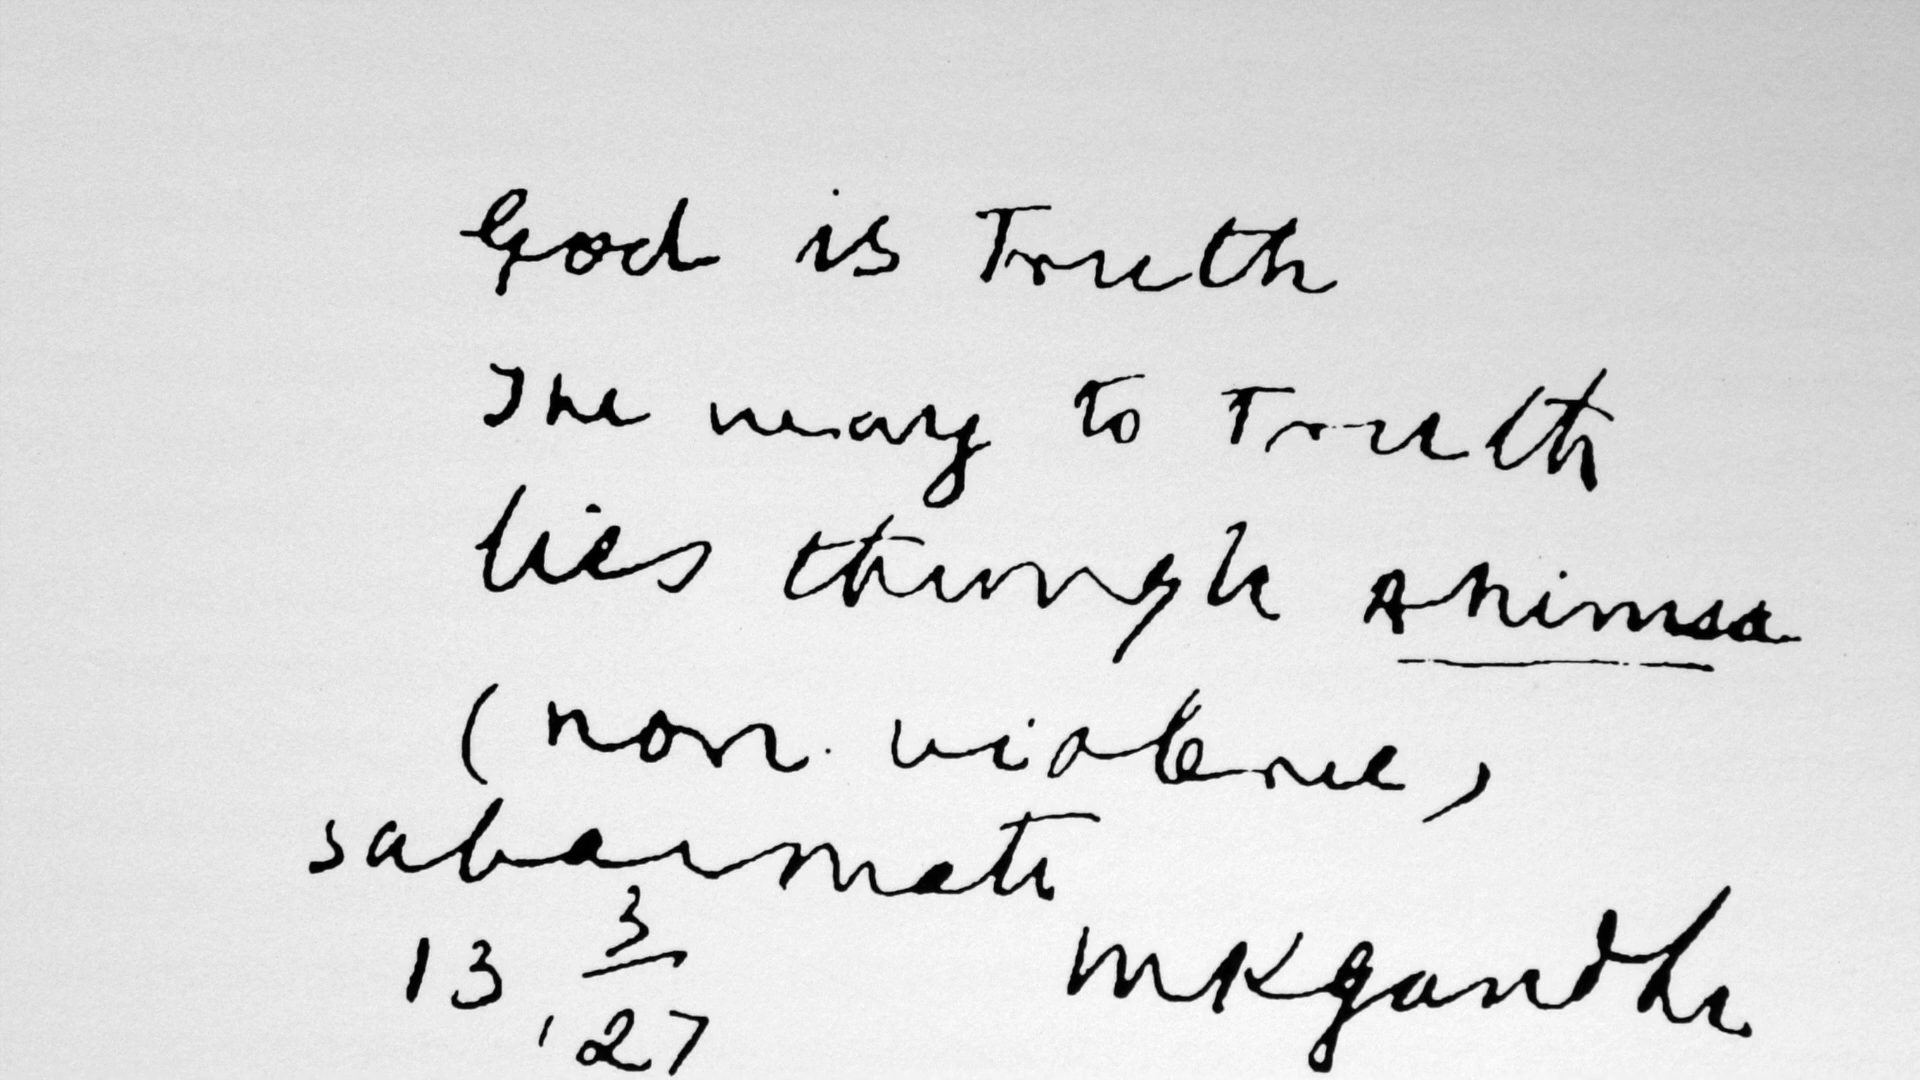 God is Truth
The way to Truth
lies through Ahimsa
(non-violence)
Sabarmati
13 3/'27
MKGandhi